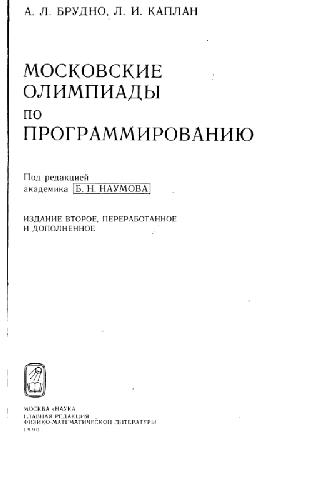 А. Л. БРУДНО, Л. И. КАПЛАН
МОСКОВСКИЕ
ОЛИМПИАДЫ
ПО
ПРОГРАММИРОВАНИЮ
Под редакцией
академика Б. Н. НАУМОВА
ИЗДАНИЕ ВТОРОЕ, ПЕРЕРАБОТАННОЕ
И ДОПОЛНЕННОЕ
МОСКВА «НАУКА»
ГЛАВНАЯ РЕДАКЦИЯ
ФИЗИКО-МАТЕМАТИЧЕСКОЙ ЛИТЕРАТУРЫ
1990